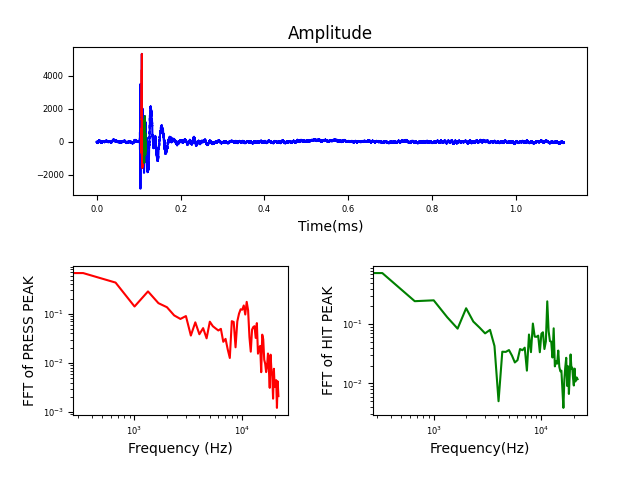 Amplitude
4000
2000
0
−2000
0.0 0.2 0.4 0.6 0.8 1.0
Time(ms)
FFT of PRESS PEAK
10⁻¹
10⁻²
10⁻³
10³ 10⁴
Frequency (Hz)
FFT of HIT PEAK
10⁻¹
10⁻²
10³ 10⁴
Frequency(Hz)